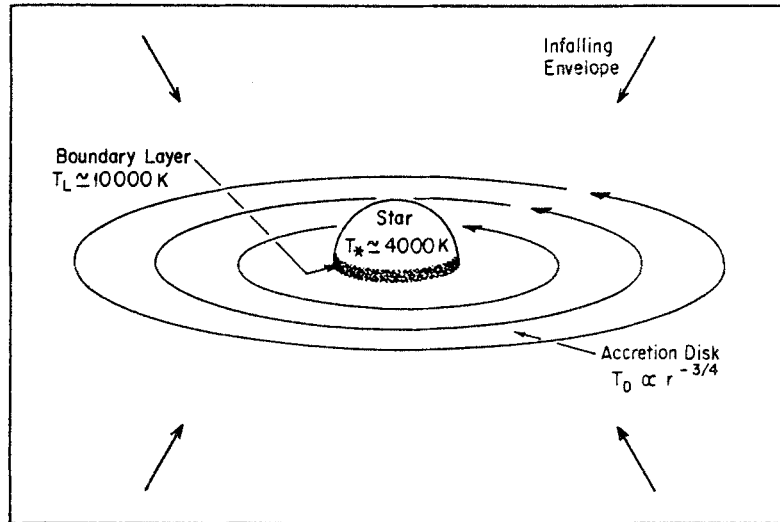 Infalling
Envelope
Boundary Layer
T_L ≃ 10000 K
Star
T_* ≃ 4000 K
Accretion Disk
T_D ∝ r^{-3/4}